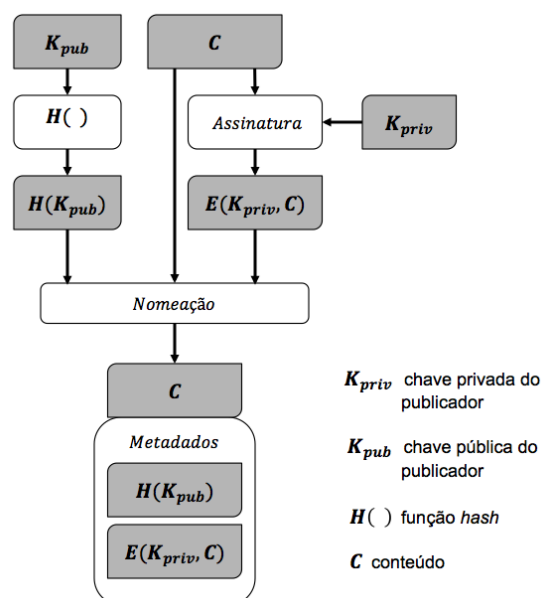 K_pub
C
H( )
Assinatura
K_priv
H(K_pub)
E(K_priv, C)
Nomeação
C
Metadados
H(K_pub)
E(K_priv, C)
K_priv chave privada do
publicador
K_pub chave pública do
publicador
H( ) função hash
C conteúdo